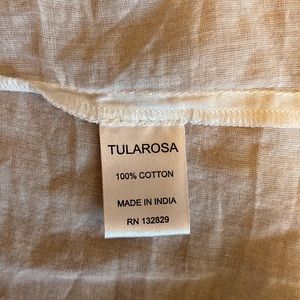 TULAROSA
100% COTTON
MADE IN INDIA
RN 132829